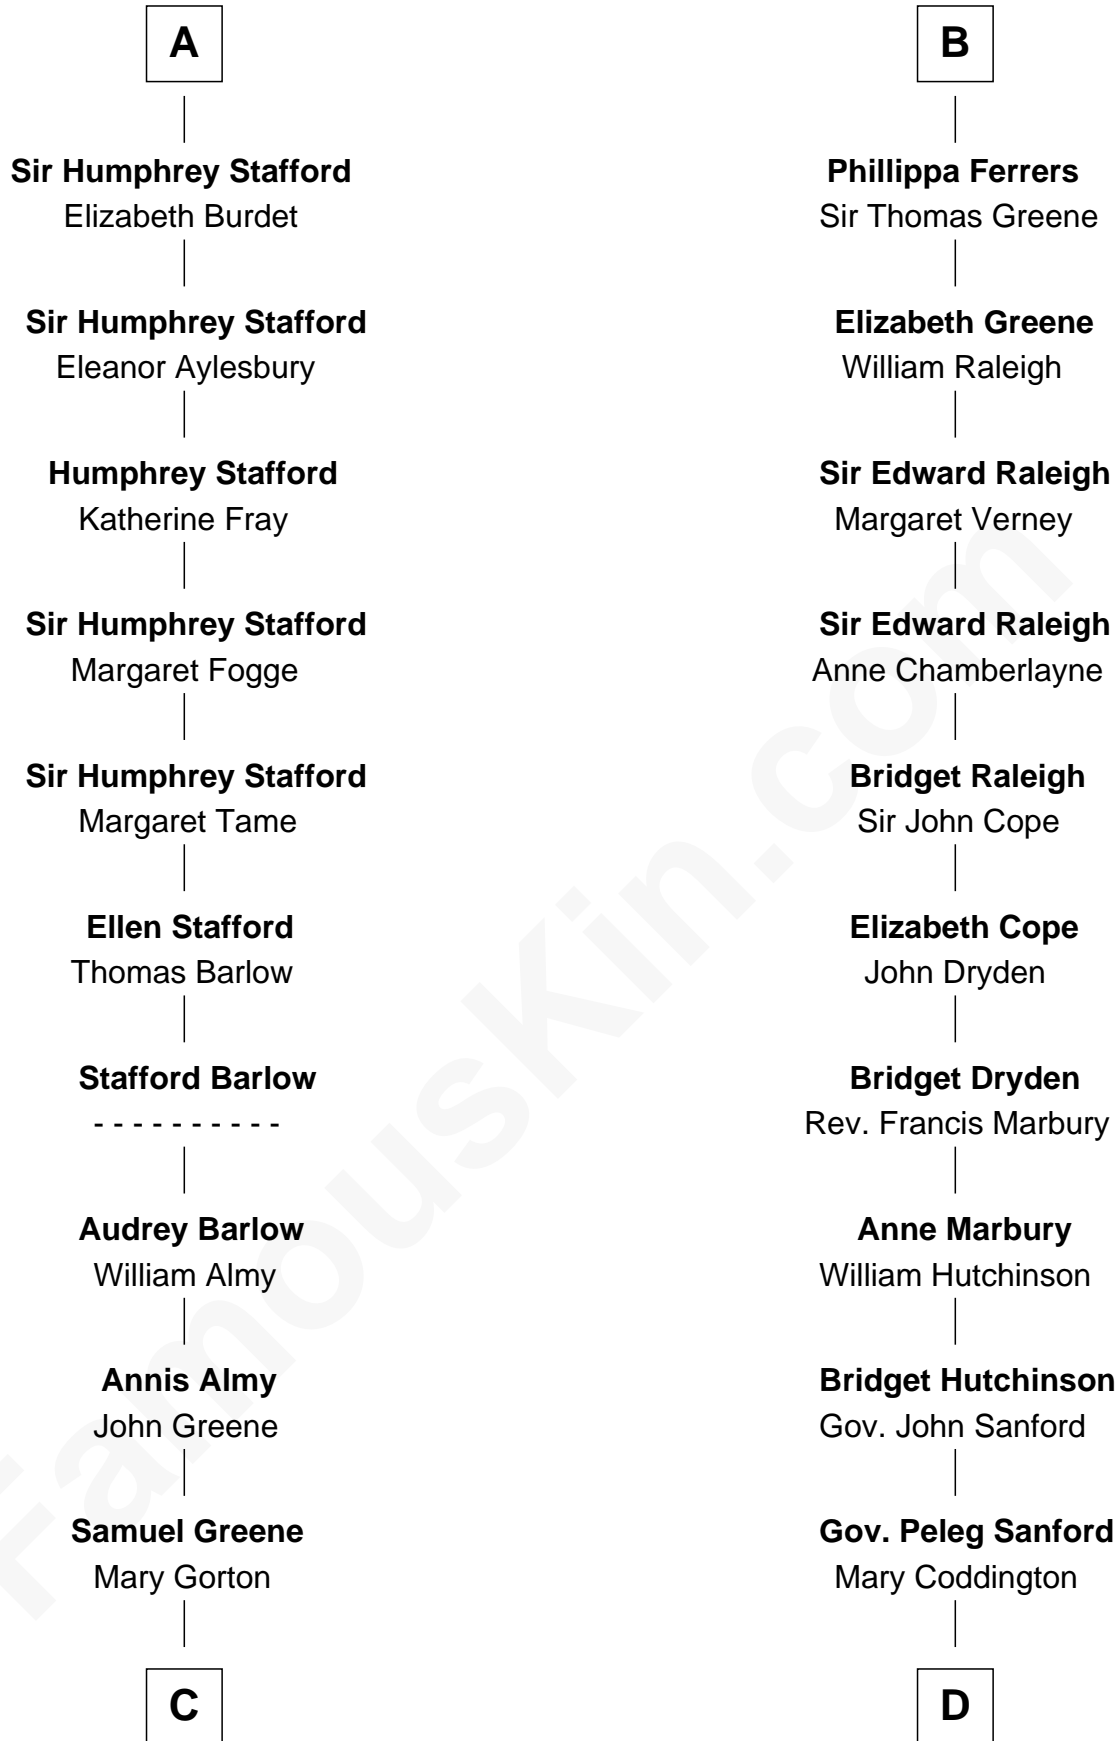 A
Sir Humphrey Stafford
Elizabeth Burdet
Sir Humphrey Stafford
Eleanor Aylesbury
Humphrey Stafford
Katherine Fray
Sir Humphrey Stafford
Margaret Fogge
Sir Humphrey Stafford
Margaret Tame
Ellen Stafford
Thomas Barlow
Stafford Barlow
- - - - - - - - - -
Audrey Barlow
William Almy
Annis Almy
John Greene
Samuel Greene
Mary Gorton
C
B
Phillippa Ferrers
Sir Thomas Greene
Elizabeth Greene
William Raleigh
Sir Edward Raleigh
Margaret Verney
Sir Edward Raleigh
Anne Chamberlayne
Bridget Raleigh
Sir John Cope
Elizabeth Cope
John Dryden
Bridget Dryden
Rev. Francis Marbury
Anne Marbury
William Hutchinson
Bridget Hutchinson
Gov. John Sanford
Gov. Peleg Sanford
Mary Coddington
D
FamousKin.com